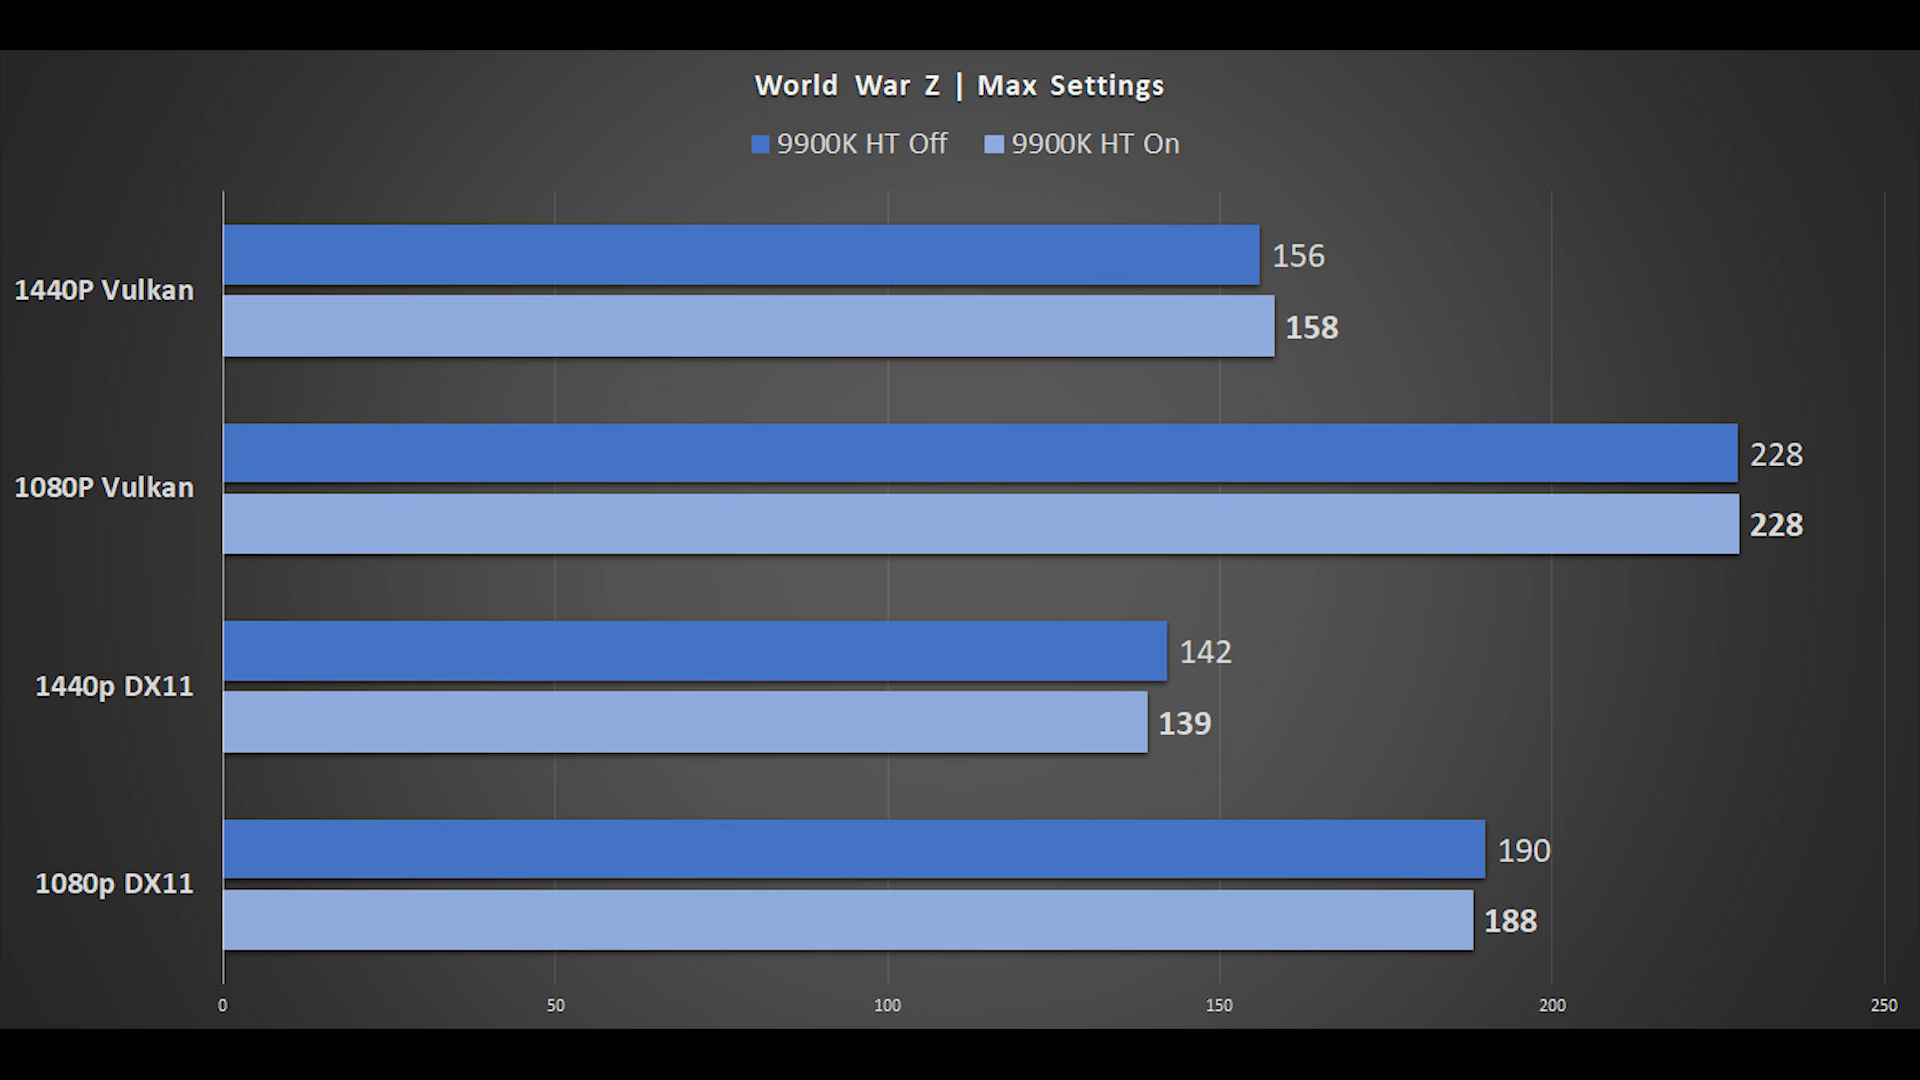 World War Z | Max Settings
9900K HT Off 9900K HT On
1440P Vulkan
156
158
1080P Vulkan
228
228
1440p DX11
142
139
1080p DX11
190
188
0 50 100 150 200 250